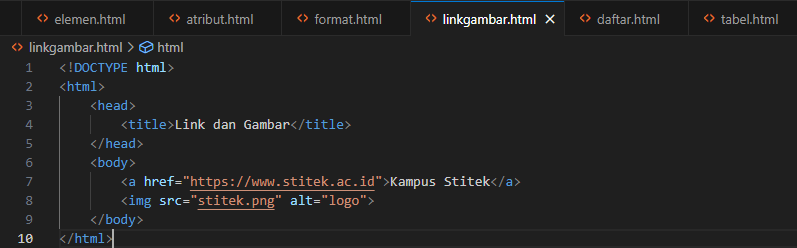 elemen.html atribut.html format.html linkgambar.html daftar.html tabel.html
linkgambar.html > html
1 <!DOCTYPE html>
2 <html>
3 <head>
4 <title>Link dan Gambar</title>
5 </head>
6 <body>
7 <a href="https://www.stitek.ac.id">Kampus Stitek</a>
8 <img src="stitek.png" alt="logo">
9 </body>
10 </html>